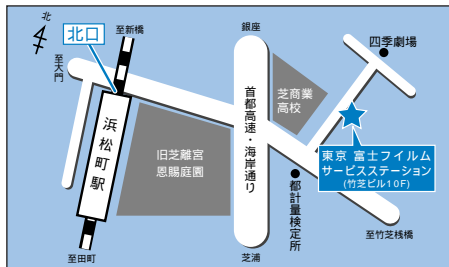 北
至新橋
銀座
北口
四季劇場
至大門
芝商業
高校
首都高速・海岸通り
浜松町駅
旧芝離宮
恩賜庭園
東京 富士フイルム
サービスステーション
(竹芝ビル10F)
都計量検定所
至竹芝桟橋
至田町
芝浦